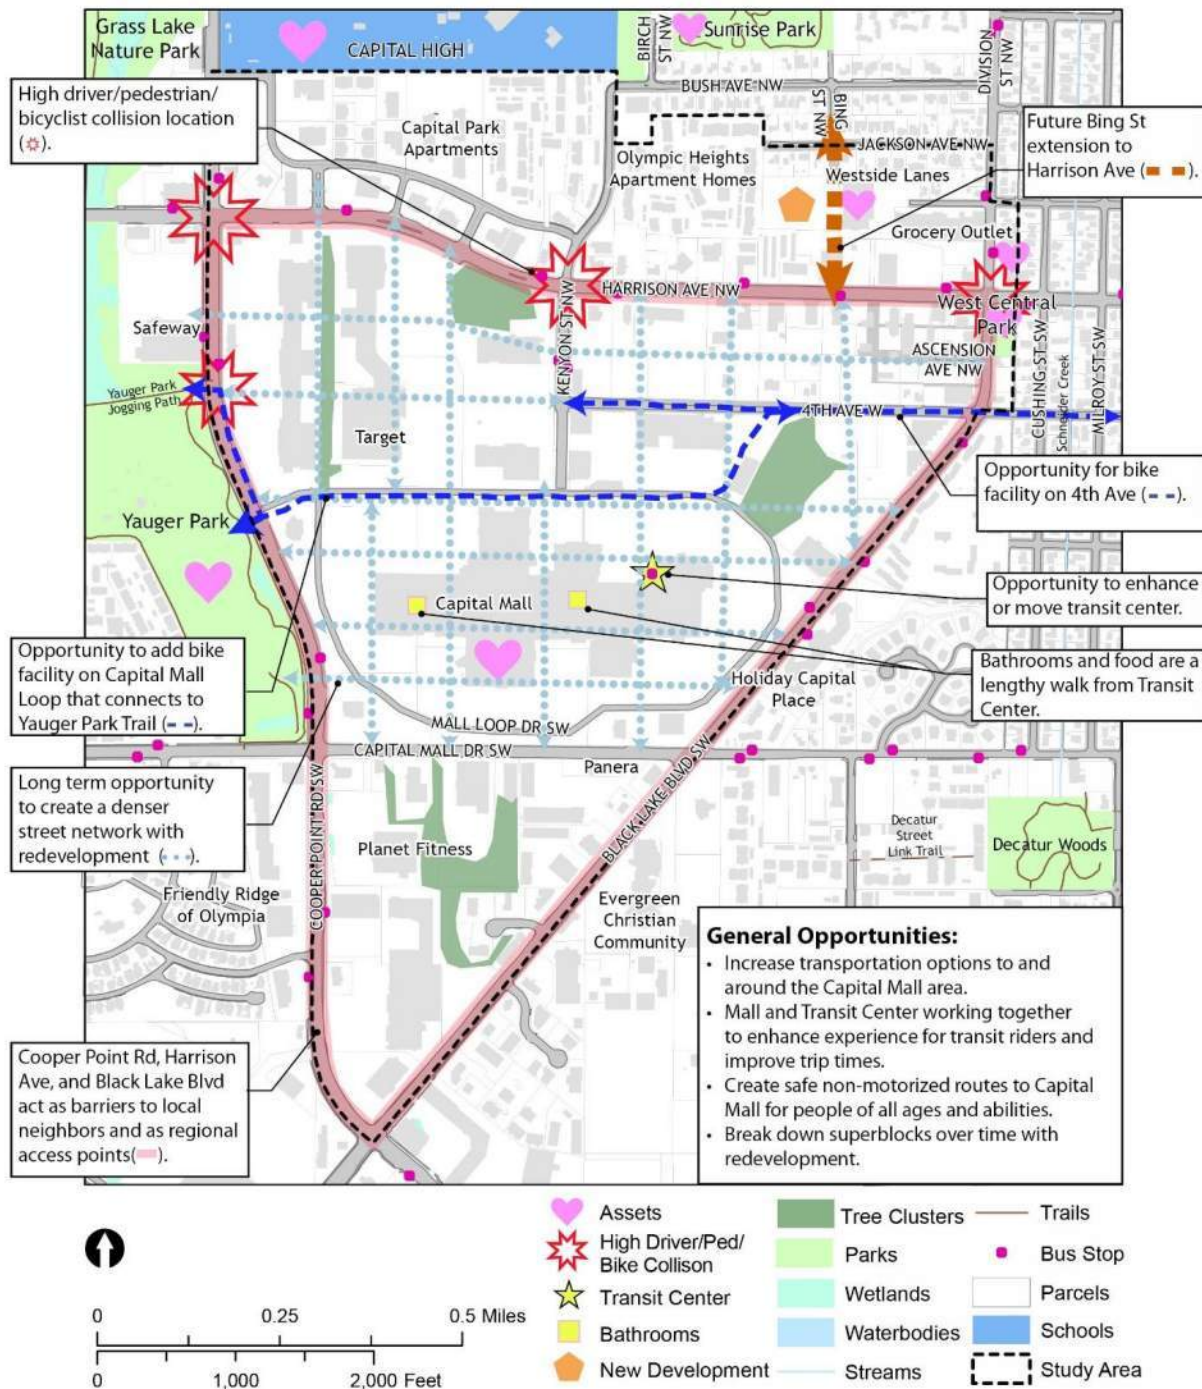 Grass Lake
Nature Park
CAPITAL HIGH
BIRCH
ST NW
Sunrise Park
DIVISION
ST NW
BUSH AVE NW
High driver/pedestrian/
bicyclist collision location
( ).
Capital Park
Apartments
BING
ST NW
JACKSON AVE NW
Future Bing St
extension to
Harrison Ave ( ).
Olympic Heights
Apartment Homes
Westside Lanes
Grocery Outlet
HARRISON AVE NW
West Central
Park
Safeway
KENYON ST NW
ASCENSION
AVE NW
CUSHING ST SW
Schneider Creek
MILROY ST SW
Yauger Park
Jogging Path
4TH AVE W
Target
Opportunity for bike
facility on 4th Ave ( ).
Yauger Park
Opportunity to enhance
or move transit center.
Capital Mall
Opportunity to add bike
facility on Capital Mall
Loop that connects to
Yauger Park Trail ( ).
Bathrooms and food are a
lengthy walk from Transit
Center.
Holiday Capital
Place
MALL LOOP DR SW
CAPITAL MALL DR SW
Panera
Long term opportunity
to create a denser
street network with
redevelopment ( ).
COOPER POINT RD SW
BLACK LAKE BLVD SW
Planet Fitness
Decatur
Street
Link Trail
Decatur Woods
Friendly Ridge
of Olympia
Evergreen
Christian
Community
General Opportunities:
• Increase transportation options to and
around the Capital Mall area.
• Mall and Transit Center working together
to enhance experience for transit riders and
improve trip times.
• Create safe non-motorized routes to Capital
Mall for people of all ages and abilities.
• Break down superblocks over time with
redevelopment.
Cooper Point Rd, Harrison
Ave, and Black Lake Blvd
act as barriers to local
neighbors and as regional
access points( ).
Assets
High Driver/Ped/
Bike Collison
Transit Center
Bathrooms
New Development
Tree Clusters
Parks
Wetlands
Waterbodies
Streams
Trails
Bus Stop
Parcels
Schools
Study Area
0 0.25 0.5 Miles
0 1,000 2,000 Feet